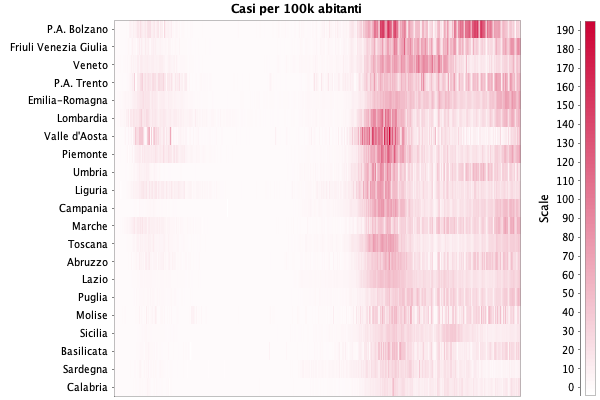 Casi per 100k abitanti
P.A. Bolzano
Friuli Venezia Giulia
Veneto
P.A. Trento
Emilia-Romagna
Lombardia
Valle d'Aosta
Piemonte
Umbria
Liguria
Campania
Marche
Toscana
Abruzzo
Lazio
Puglia
Molise
Sicilia
Basilicata
Sardegna
Calabria
Scale
190
180
170
160
150
140
130
120
110
100
90
80
70
60
50
40
30
20
10
0